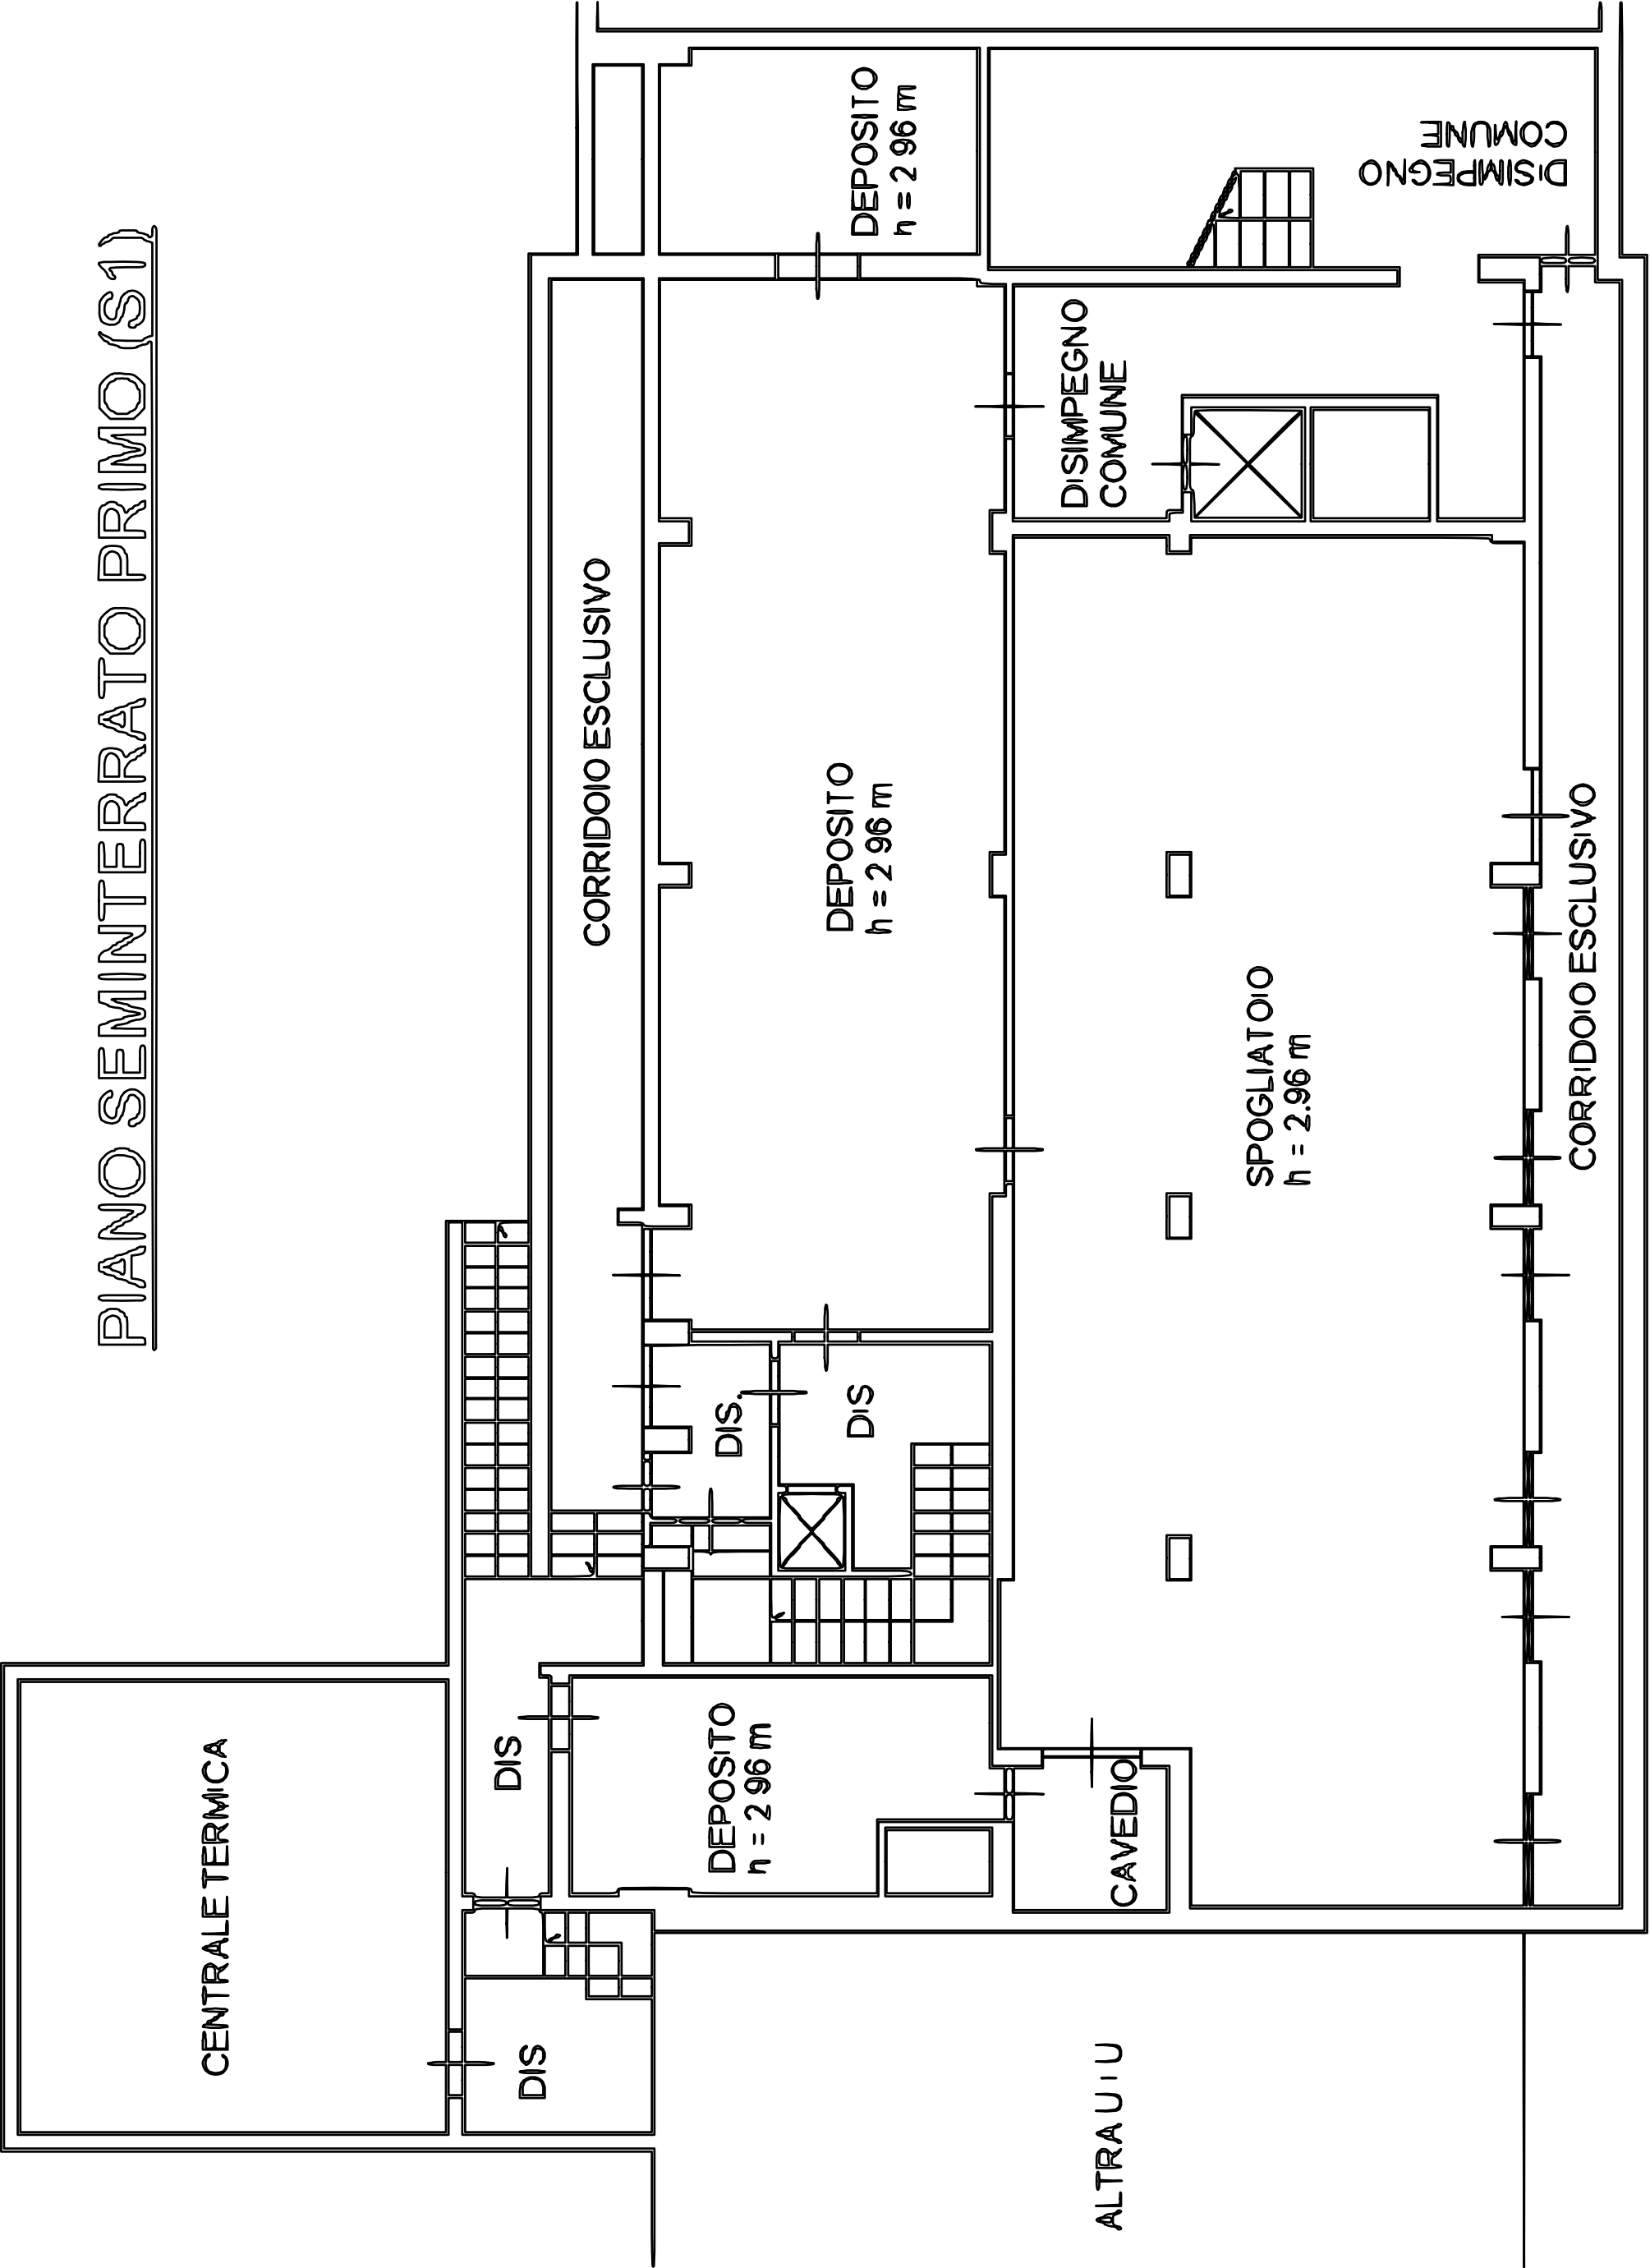 PIANO SEMINTERRATO PRIMO (S1)
CORRIDOIO ESCLUSIVO
DEPOSITO
h = 2 96 m
DEPOSITO
h = 2 96 m
DISIMPEGNO
COMUNE
DISIMPEGNO
COMUNE
SPOGLIATOIO
h = 2.96 m
CORRIDOIO ESCLUSIVO
DIS.
DIS
DIS
DEPOSITO
h = 2 96 m
CAVEDIO
CENTRALE TERMICA
DIS
ALTRA U I U